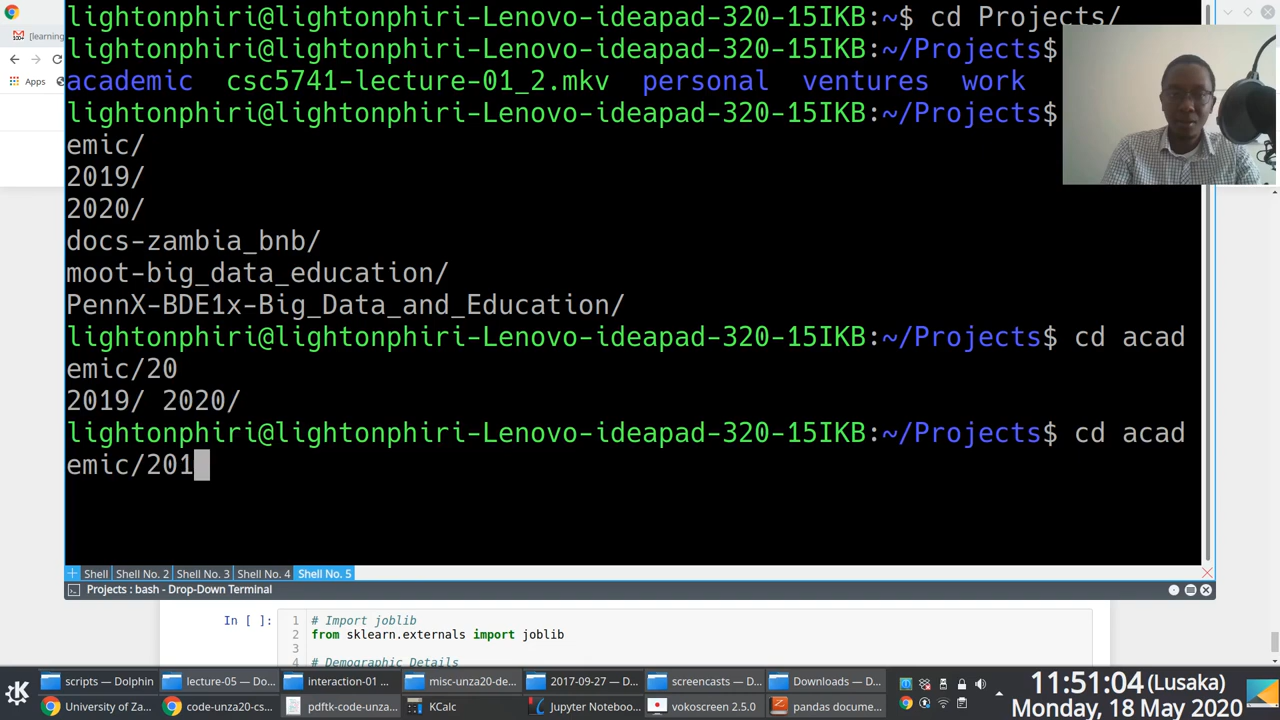 lightonphiri@lightonphiri-Lenovo-ideapad-320-15IKB:~$ cd Projects/
[learning
lightonphiri@lightonphiri-Lenovo-ideapad-320-15IKB:~/Projects$
Apps
academic csc5741-lecture-01_2.mkv personal ventures work
lightonphiri@lightonphiri-Lenovo-ideapad-320-15IKB:~/Projects$
emic/
2019/
2020/
docs-zambia_bnb/
moot-big_data_education/
PennX-BDE1x-Big_Data_and_Education/
lightonphiri@lightonphiri-Lenovo-ideapad-320-15IKB:~/Projects$ cd acad
emic/20
2019/ 2020/
lightonphiri@lightonphiri-Lenovo-ideapad-320-15IKB:~/Projects$ cd acad
emic/201
Shell Shell No. 2 Shell No. 3 Shell No. 4 Shell No. 5
Projects : bash - Drop-Down Terminal
In [ ]: 1 # Import joblib
2 from sklearn.externals import joblib
3
4 # Demographic Details
scripts — Dolphin lecture-05 — Do... interaction-01 ... misc-unza20-de... 2017-09-27 — D... screencasts — D... Downloads — D...
University of Za... code-unza20-cs... pdftk-code-unza... KCalc Jupyter Noteboo... vokoscreen 2.5.0 pandas docume...
11:51:04 (Lusaka)
Monday, 18 May 2020